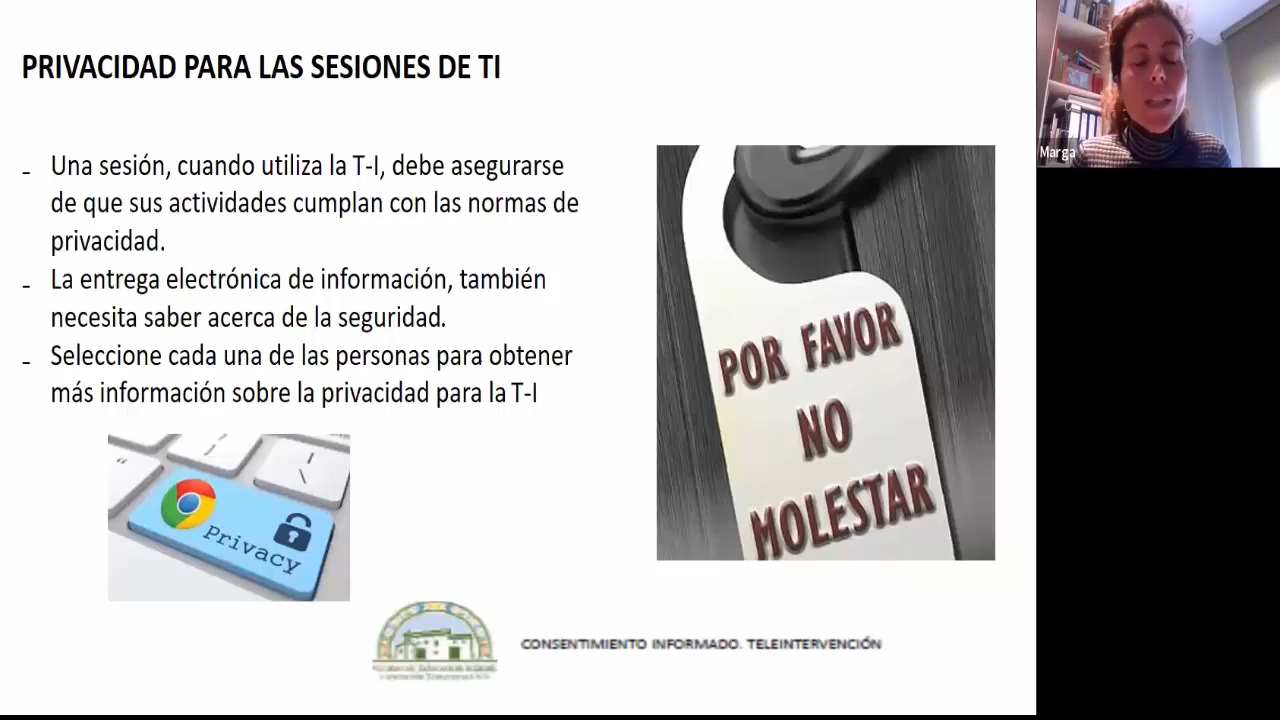 PRIVACIDAD PARA LAS SESIONES DE TI
- Una sesión, cuando utiliza la T-I, debe asegurarse
de que sus actividades cumplan con las normas de
privacidad.
- La entrega electrónica de información, también
necesita saber acerca de la seguridad.
- Seleccione cada una de las personas para obtener
más información sobre la privacidad para la T-I
Privacy
POR FAVOR
NO
MOLESTAR
CONSENTIMIENTO INFORMADO. TELEINTERVENCIÓN
Marga